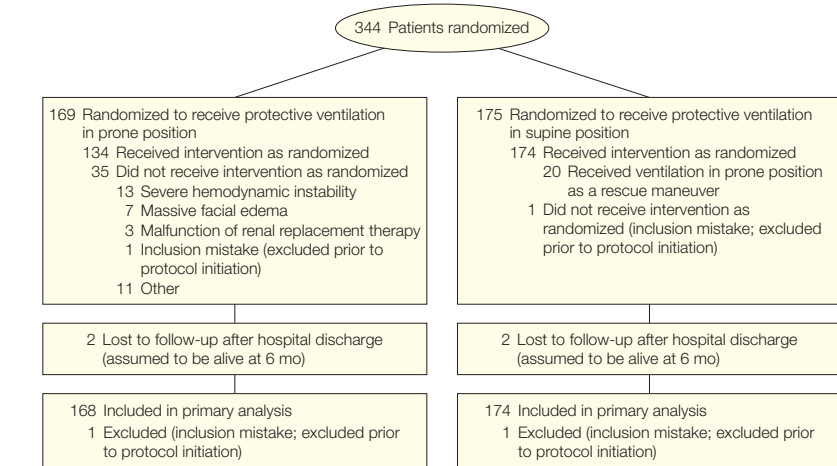 344 Patients randomized
169 Randomized to receive protective ventilation
in prone position
134 Received intervention as randomized
35 Did not receive intervention as randomized
13 Severe hemodynamic instability
7 Massive facial edema
3 Malfunction of renal replacement therapy
1 Inclusion mistake (excluded prior to
protocol initiation)
11 Other
175 Randomized to receive protective ventilation
in supine position
174 Received intervention as randomized
20 Received ventilation in prone position
as a rescue maneuver
1 Did not receive intervention as
randomized (inclusion mistake; excluded
prior to protocol initiation)
2 Lost to follow-up after hospital discharge
(assumed to be alive at 6 mo)
2 Lost to follow-up after hospital discharge
(assumed to be alive at 6 mo)
168 Included in primary analysis
1 Excluded (inclusion mistake; excluded prior
to protocol initiation)
174 Included in primary analysis
1 Excluded (inclusion mistake; excluded prior
to protocol initiation)